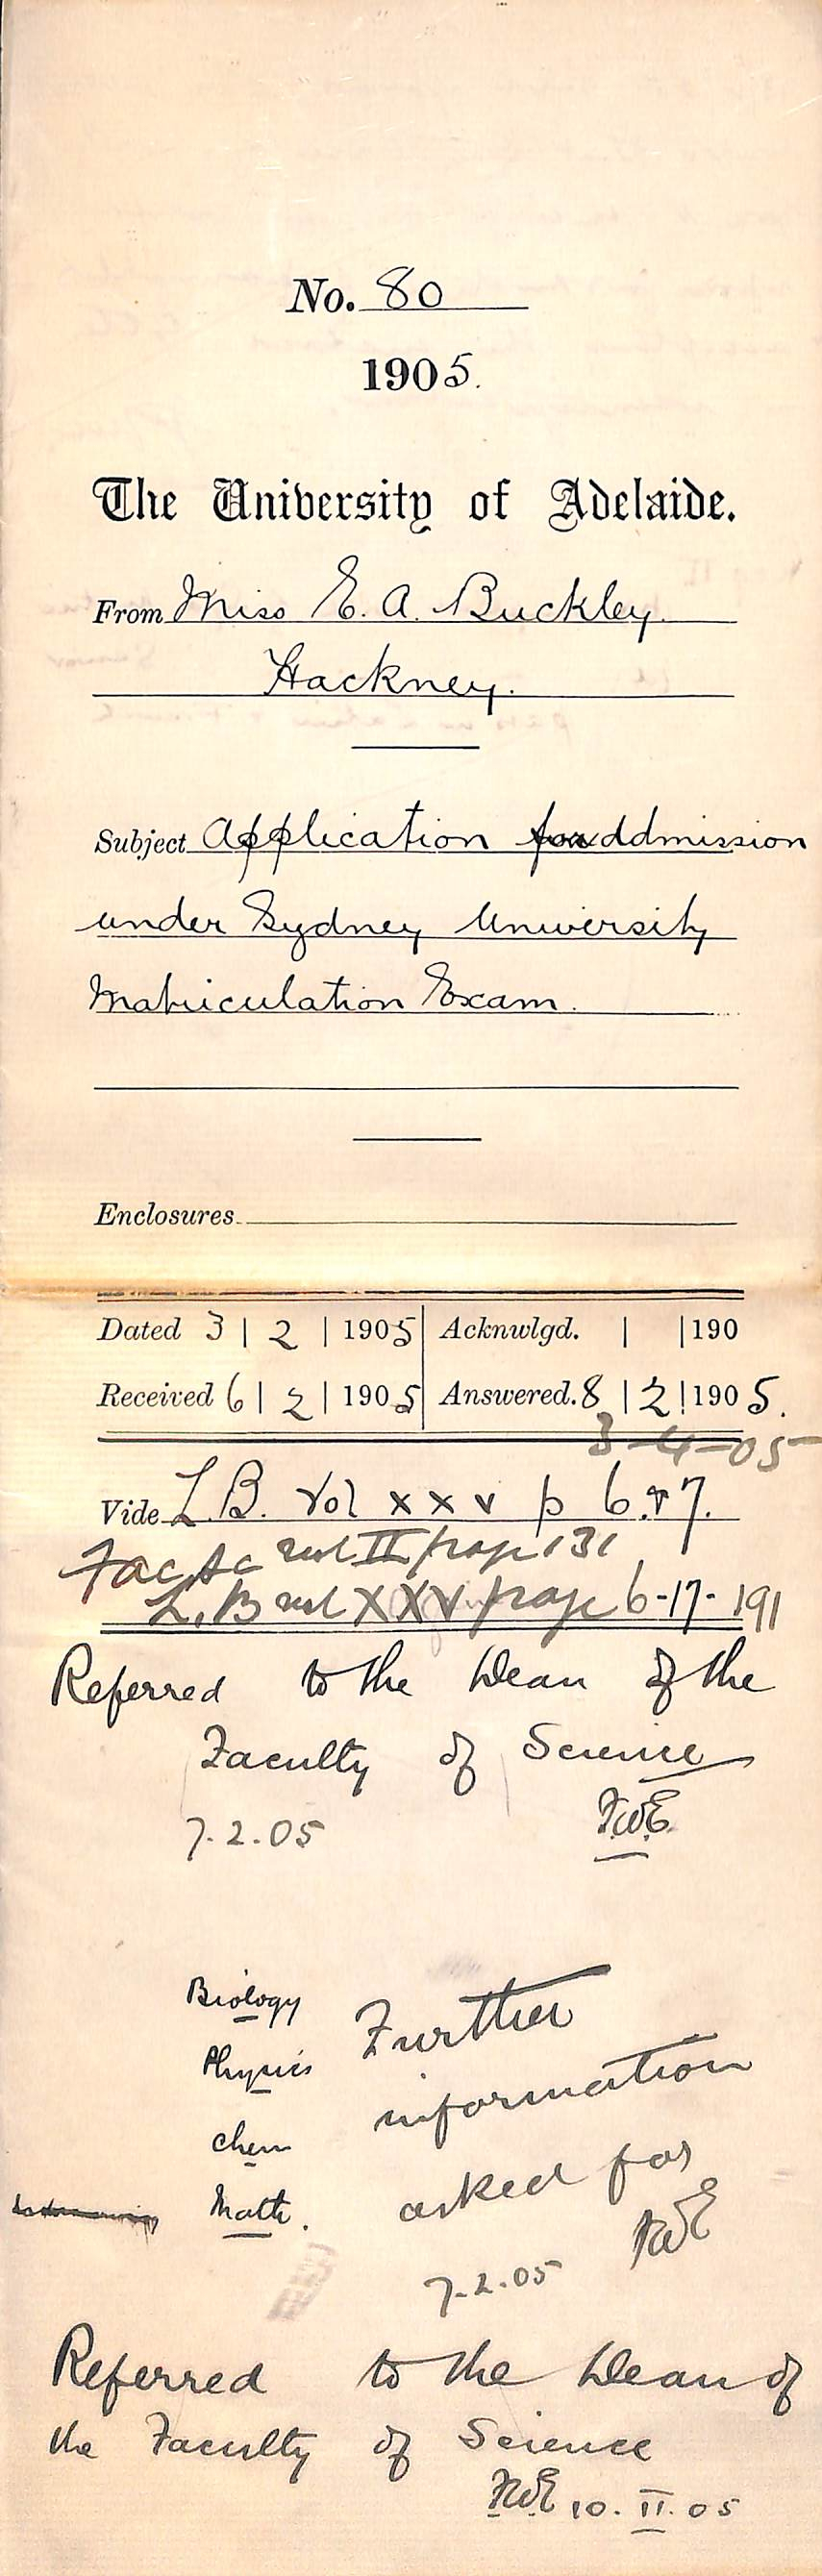 No. 80
1905.
The University of Adelaide.
From Miss E. A. Buckley
Hackney.
Subject Application for addmission
under Sydney University
Matriculation Exam.
Enclosures
Dated 3 | 2 | 1905 Acknwlgd. | | 190
Received 6 | 2 | 1905 Answered. 8 | 2 | 1905.
3-4-05
Vide L.B. Vol xxv p 6.&7.
Fac Sc vol II page 131
L.B vol XXV page 6-17-191
Referred to the Dean of the
Faculty of Science
7.2.05 F.W.E.
Biology
Physics
Chem
Math.
Further
information
asked for
FWE
7.2.05
Referred to the Dean of
the Faculty of Science
FWE 10. II. 05